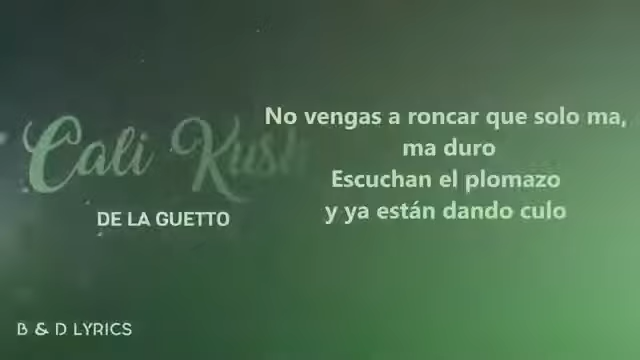 Cali Kush
DE LA GUETTO
No vengas a roncar que solo ma,
ma duro
Escuchan el plomazo
y ya están dando culo
B & D LYRICS